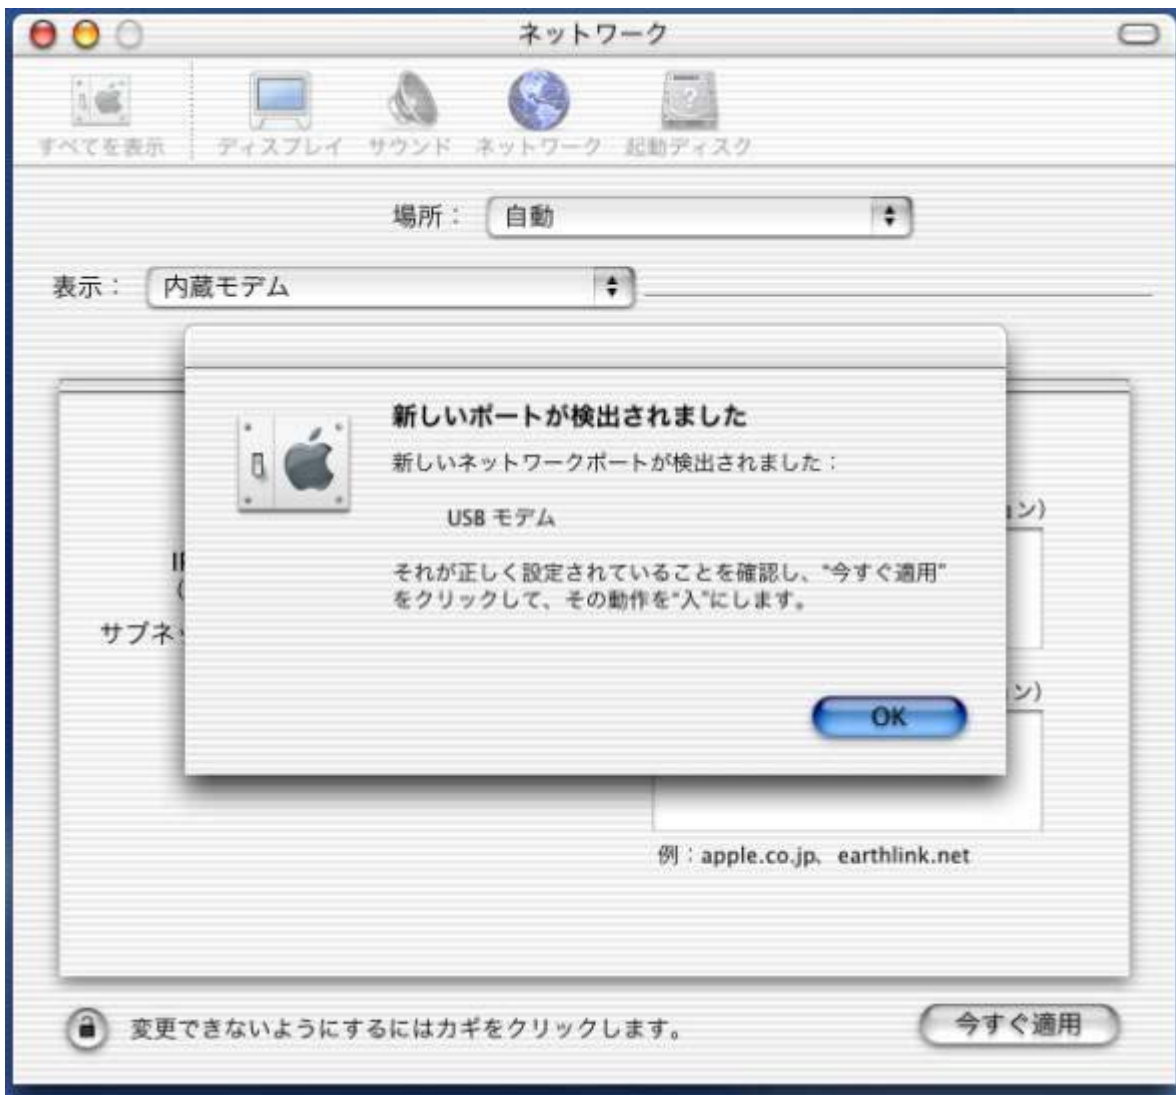 ネットワーク
すべてを表示 ディスプレイ サウンド ネットワーク 起動ディスク
場所： 自動
表示： 内蔵モデム
新しいポートが検出されました
新しいネットワークポートが検出されました：
USB モデム
それが正しく設定されていることを確認し、“今すぐ適用”
をクリックして、その動作を“入”にします。
サブネッ
OK
例：apple.co.jp、earthlink.net
変更できないようにするにはカギをクリックします。
今すぐ適用